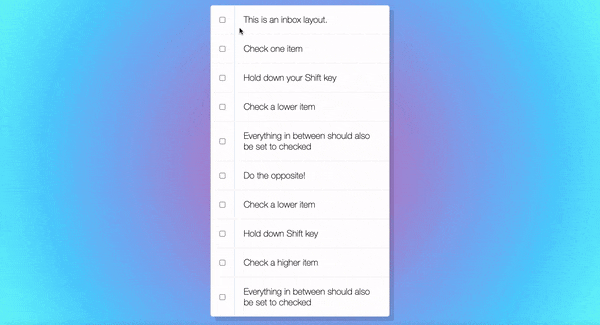 This is an inbox layout.
Check one item
Hold down your Shift key
Check a lower item
Everything in between should also
be set to checked
Do the opposite!
Check a lower item
Hold down Shift key
Check a higher item
Everything in between should also
be set to checked